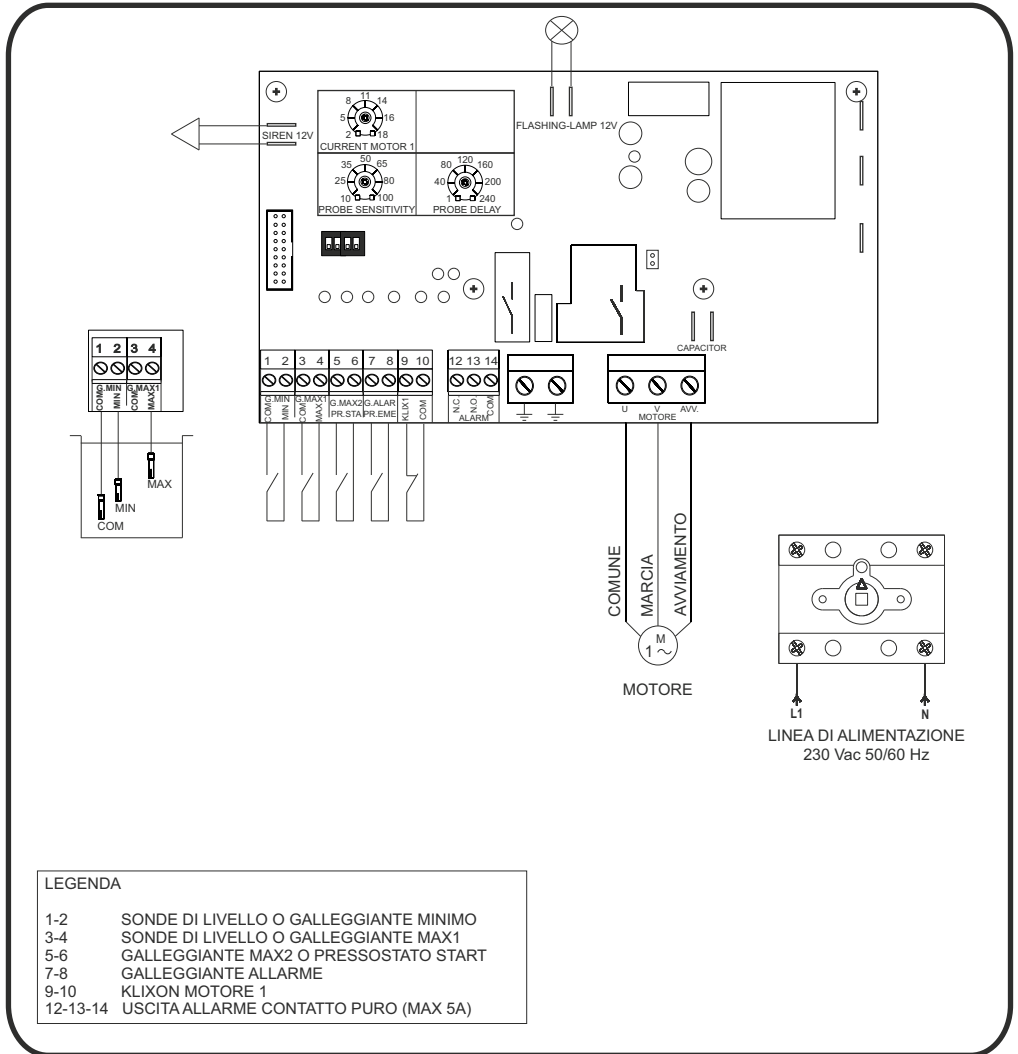 SIREN 12V
8 11 14
5 16
2 18
CURRENT MOTOR 1
35 50 65
25 80
10 100
PROBE SENSITIVITY
80 120 160
40 200
1 240
PROBE DELAY
FLASHING-LAMP 12V
CAPACITOR
1 2 3 4
COM G.MIN MIN COM G.MAX1 MAX1
MAX
MIN
COM
1 2 3 4 5 6 7 8 9 10 12 13 14
COM G.MIN MIN COM G.MAX1 MAX1
G.MAX2 G.ALAR
PR.STA PR.EME
KLIX1 COM
N.C. N.O. COM
ALARM
U V AVV.
MOTORE
COMUNE
MARCIA
AVVIAMENTO
M
1 ~
MOTORE
L1 N
LINEA DI ALIMENTAZIONE
230 Vac 50/60 Hz
LEGENDA
1-2 SONDE DI LIVELLO O GALLEGGIANTE MINIMO
3-4 SONDE DI LIVELLO O GALLEGGIANTE MAX1
5-6 GALLEGGIANTE MAX2 O PRESSOSTATO START
7-8 GALLEGGIANTE ALLARME
9-10 KLIXON MOTORE 1
12-13-14 USCITA ALLARME CONTATTO PURO (MAX 5A)